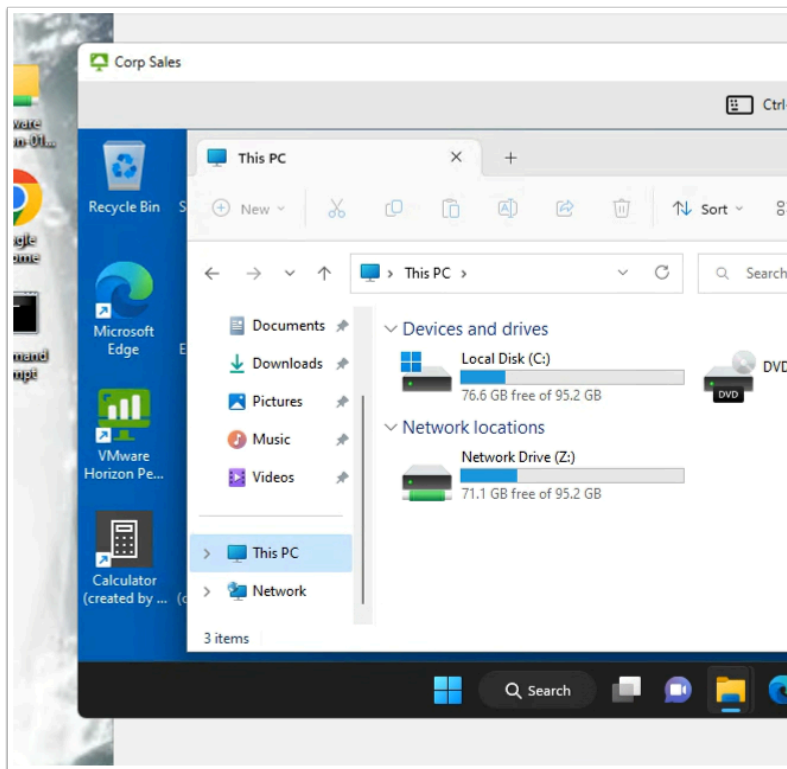 Corp Sales
Ctrl-
This PC
New
Sort
This PC
Search
Documents
Downloads
Pictures
Music
Videos
This PC
Network
Devices and drives
Local Disk (C:)
76.6 GB free of 95.2 GB
DVD
DVD
Network locations
Network Drive (Z:)
71.1 GB free of 95.2 GB
3 items
Recycle Bin
Microsoft
Edge
VMware
Horizon Pe...
Calculator
(created by ...
Search